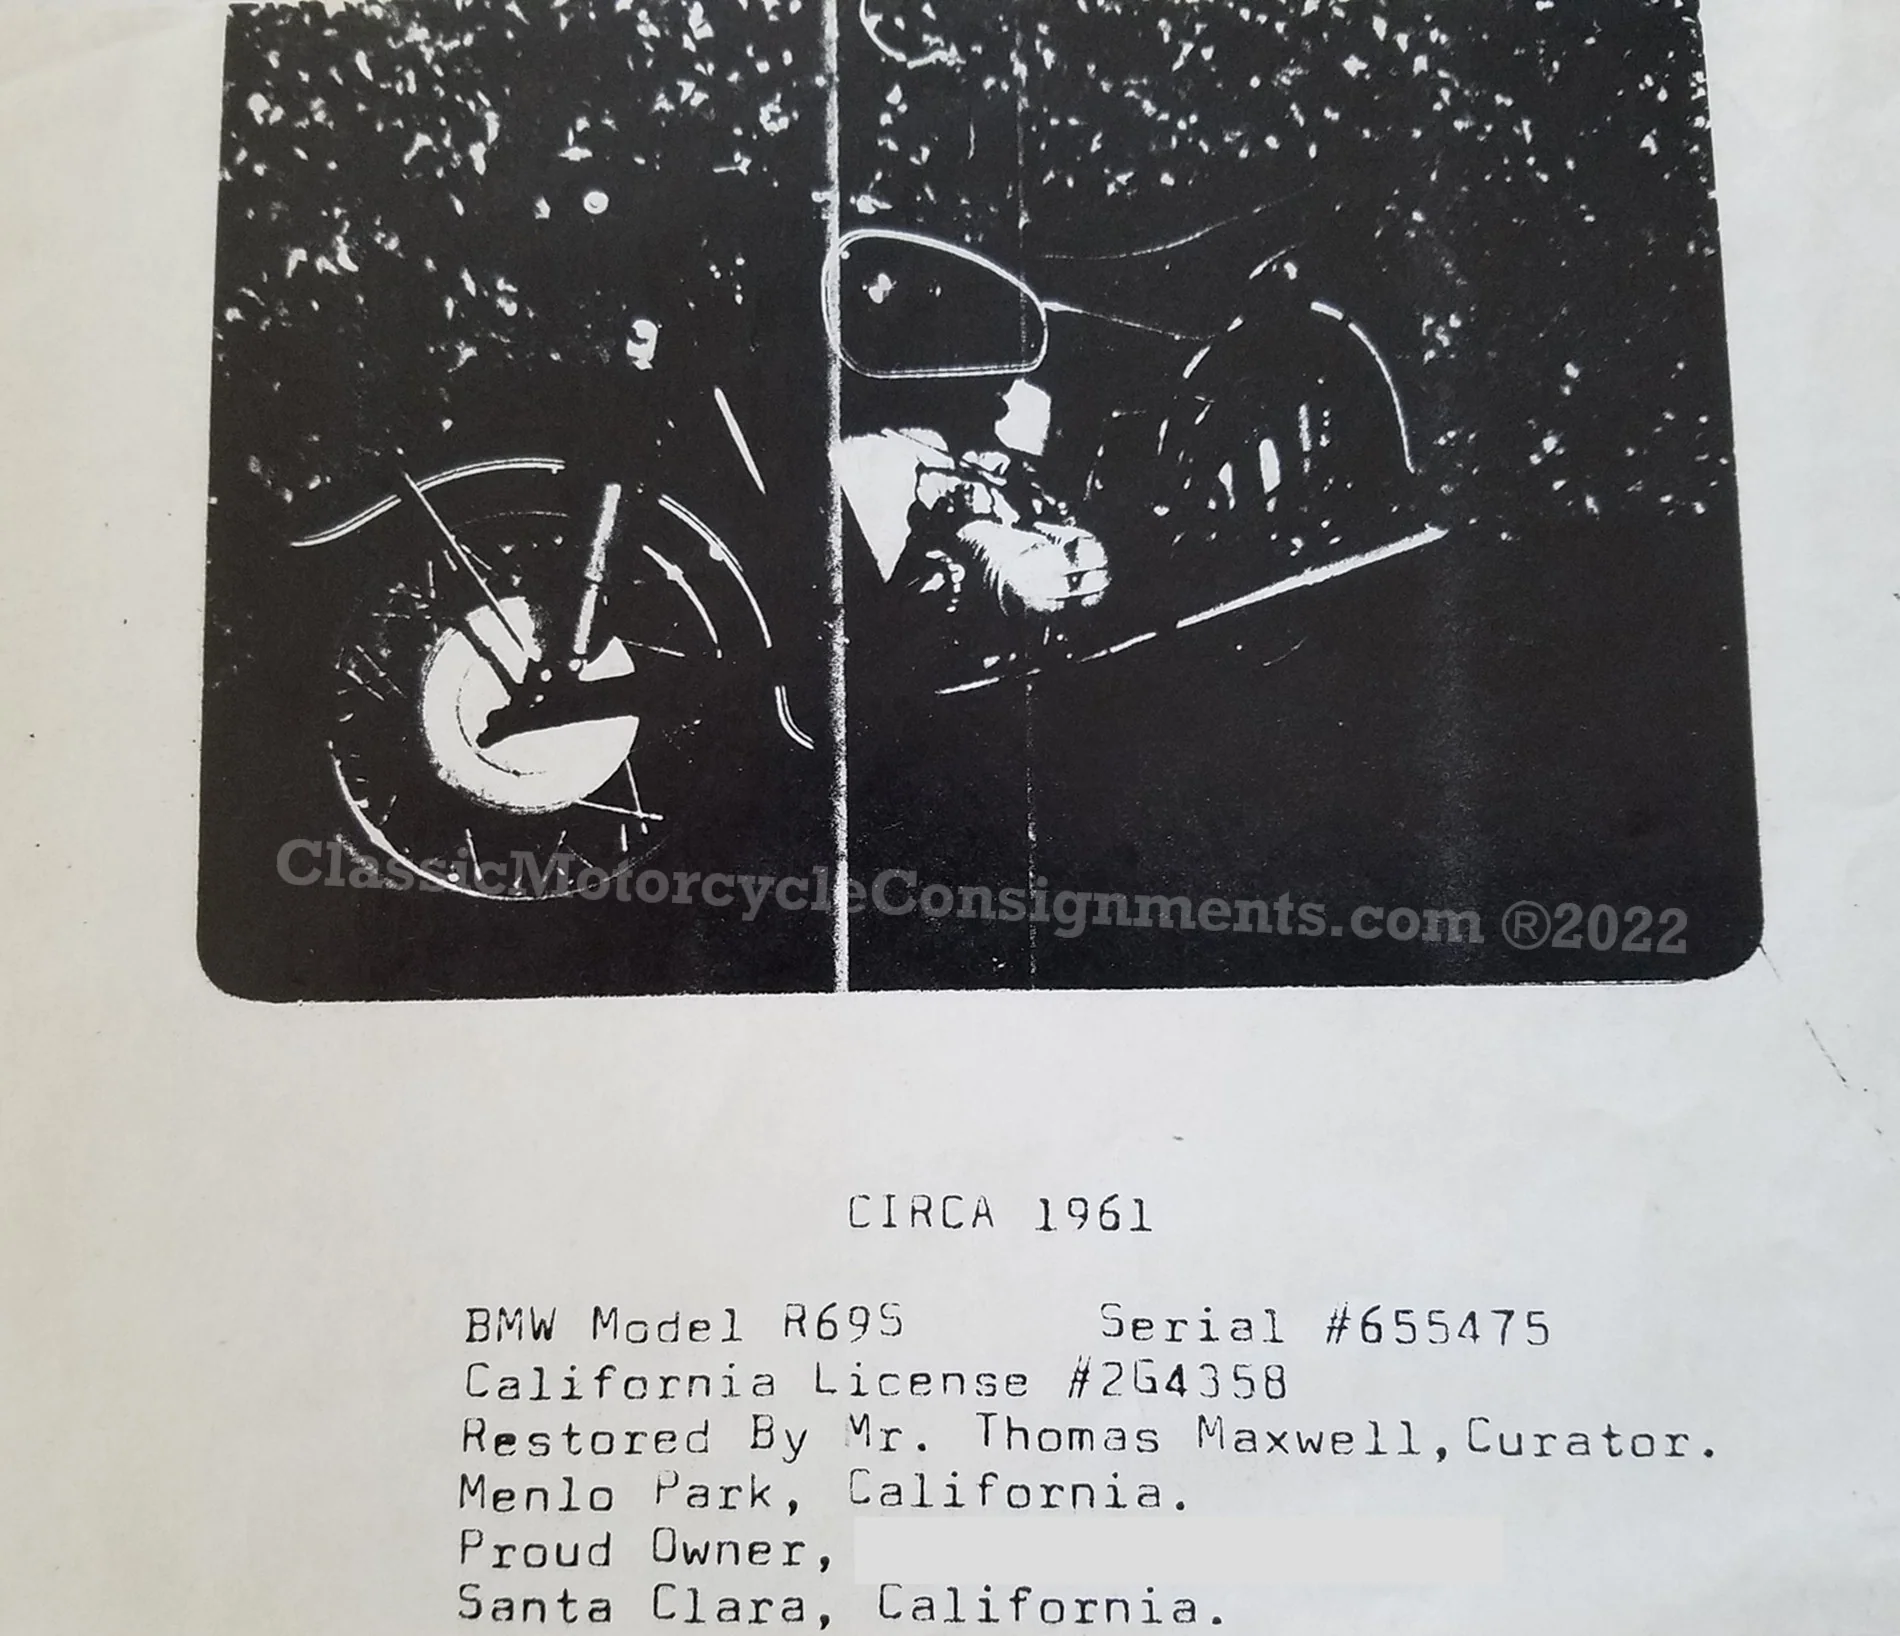 ClassicMotorcycleConsignments.com ®2022
CIRCA 1961
BMW Model R69S Serial #655475
California License #2G4358
Restored By Mr. Thomas Maxwell,Curator.
Menlo Park, California.
Proud Owner,
Santa Clara, California.